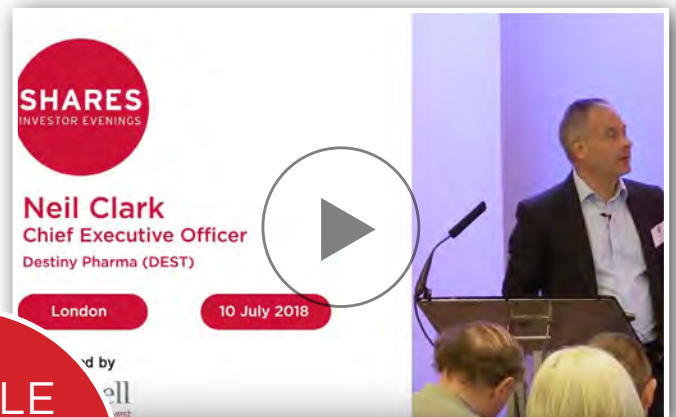 SHARES
INVESTOR EVENINGS
Neil Clark
Chief Executive Officer
Destiny Pharma (DEST)
London
10 July 2018
by
LE